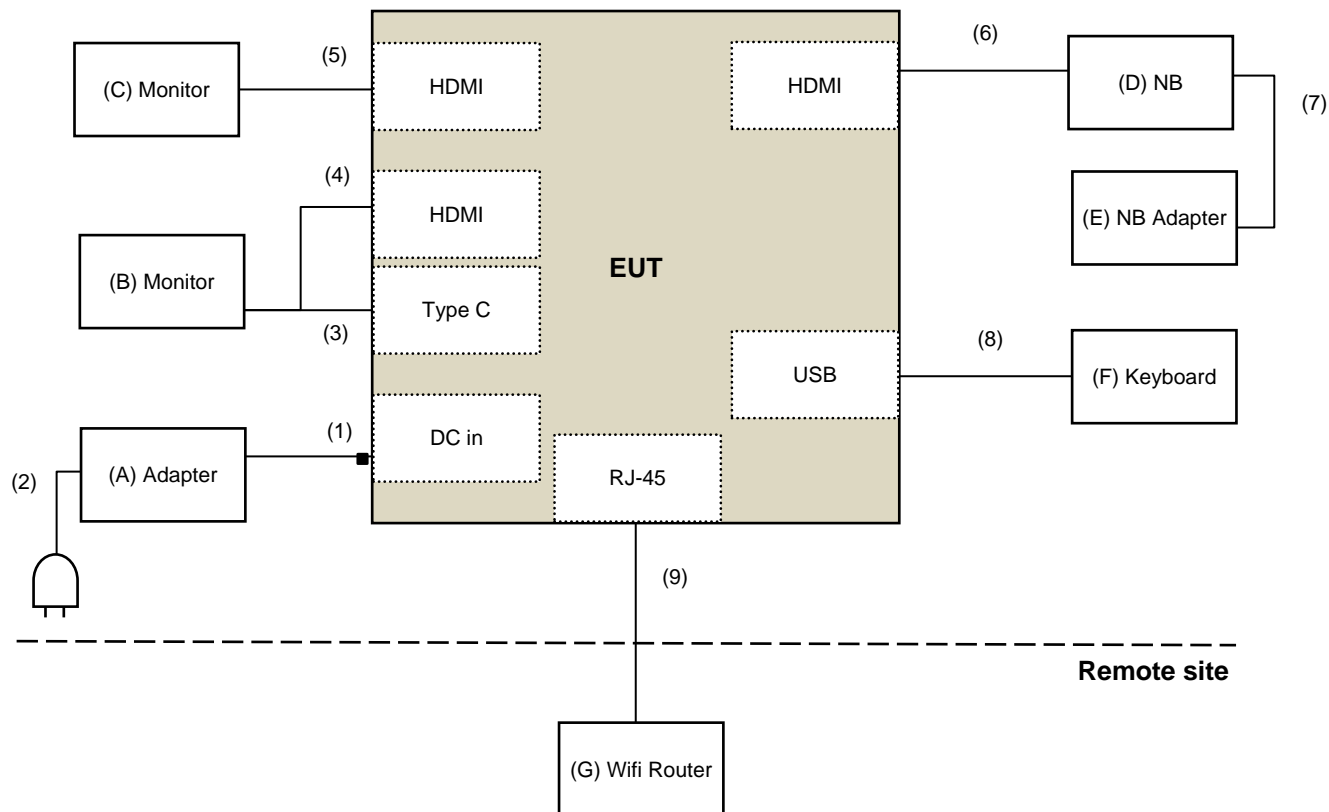 (5)
(C) Monitor
HDMI
HDMI
(6)
(D) NB
(7)
(4)
HDMI
(E) NB Adapter
(B) Monitor
EUT
Type C
(3)
(8)
USB
(F) Keyboard
(1)
DC in
(2)
(A) Adapter
RJ-45
(9)
Remote site
(G) Wifi Router